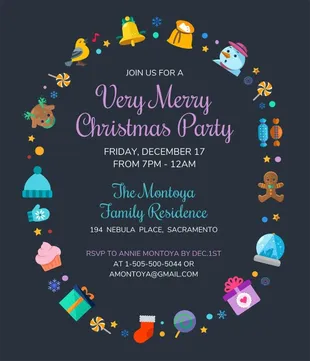 JOIN US FOR A
Very Merry
Christmas Party
FRIDAY, DECEMBER 17
FROM 7PM - 12AM
The Montoya
Family Residence
194 NEBULA PLACE, SACRAMENTO
RSVP TO ANNIE MONTOYA BY DEC.1ST
AT 1-505-500-5044 OR
AMONTOYA@GMAIL.COM